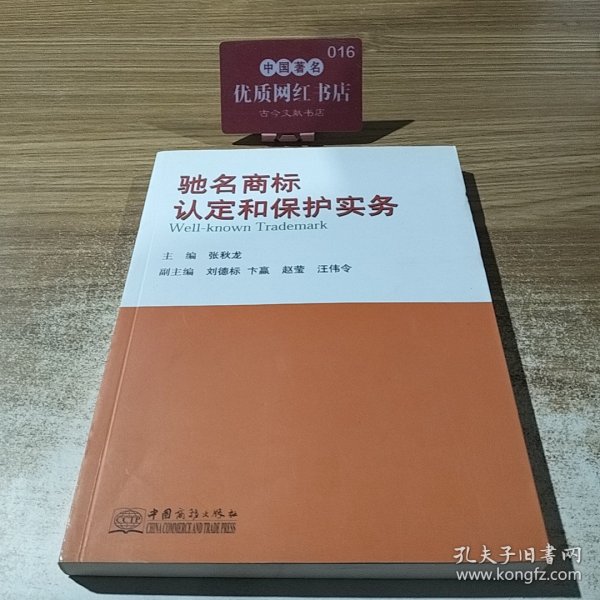 016
中国著名
优质网红书店
古今文献书店
驰名商标
认定和保护实务
Well-known Trademark
主 编 张秋龙
副主编 刘德标 卞赢 赵莹 汪伟令
CCTP
中国商务出版社
CHINA COMMERCE AND TRADE PRESS
孔夫子旧书网
www.kongfz.com